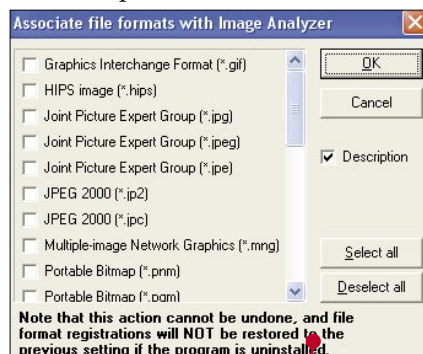 Associate file formats with Image Analyzer
Graphics Interchange Format (*.gif)
HIPS image (*.hips)
Joint Picture Expert Group (*.jpg)
Joint Picture Expert Group (*.jpeg)
Joint Picture Expert Group (*.jpe)
JPEG 2000 (*.jp2)
JPEG 2000 (*.jpc)
Multiple-image Network Graphics (*.mng)
Portable Bitmap (*.pnm)
Portable Bitmap (*.pgm)
OK
Cancel
Description
Select all
Deselect all
Note that this action cannot be undone, and file
format registrations will NOT be restored to the
previous setting if the program is uninstalled.